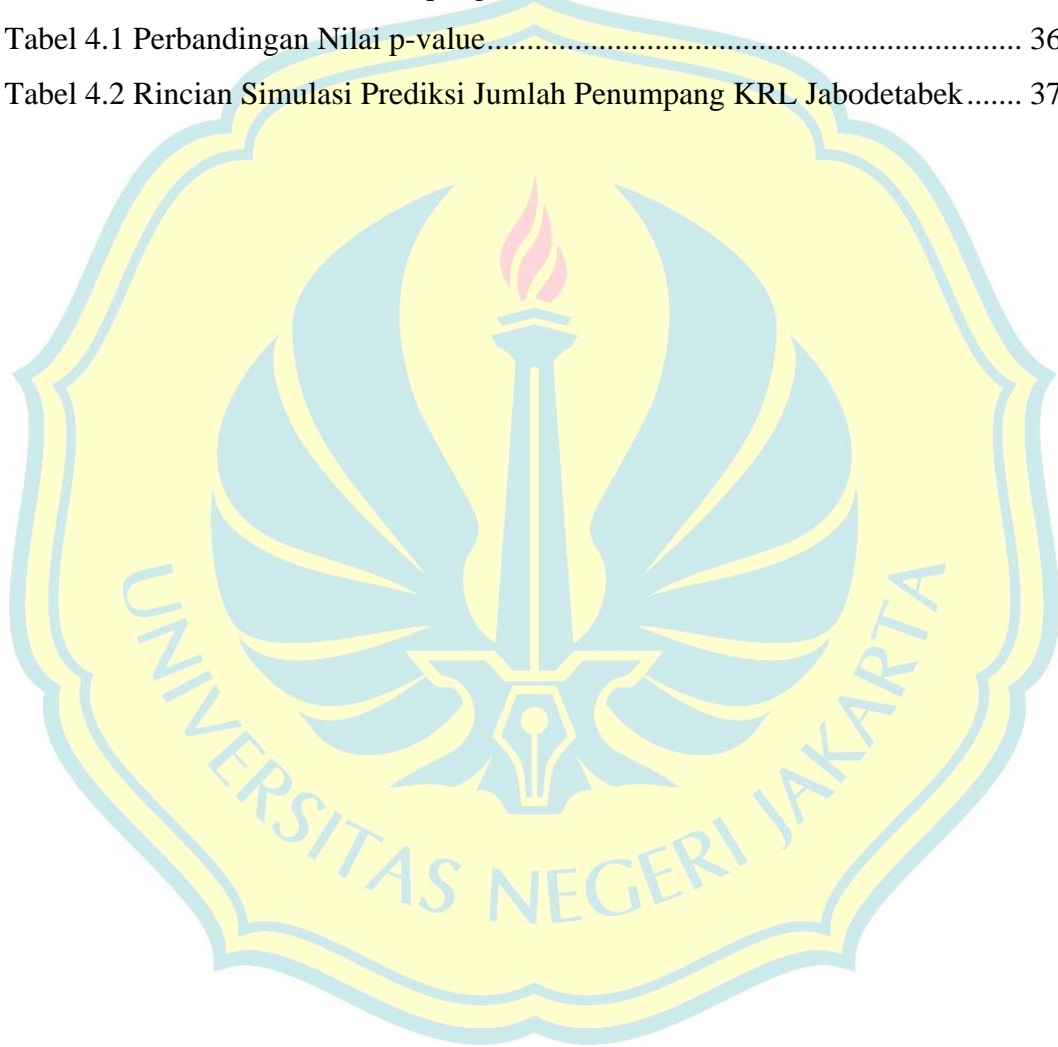 Tabel 4.1 Perbandingan Nilai p-value.................................................................... 36
Tabel 4.2 Rincian Simulasi Prediksi Jumlah Penumpang KRL Jabodetabek....... 37
UNIVERSITAS NEGERI JAKARTA